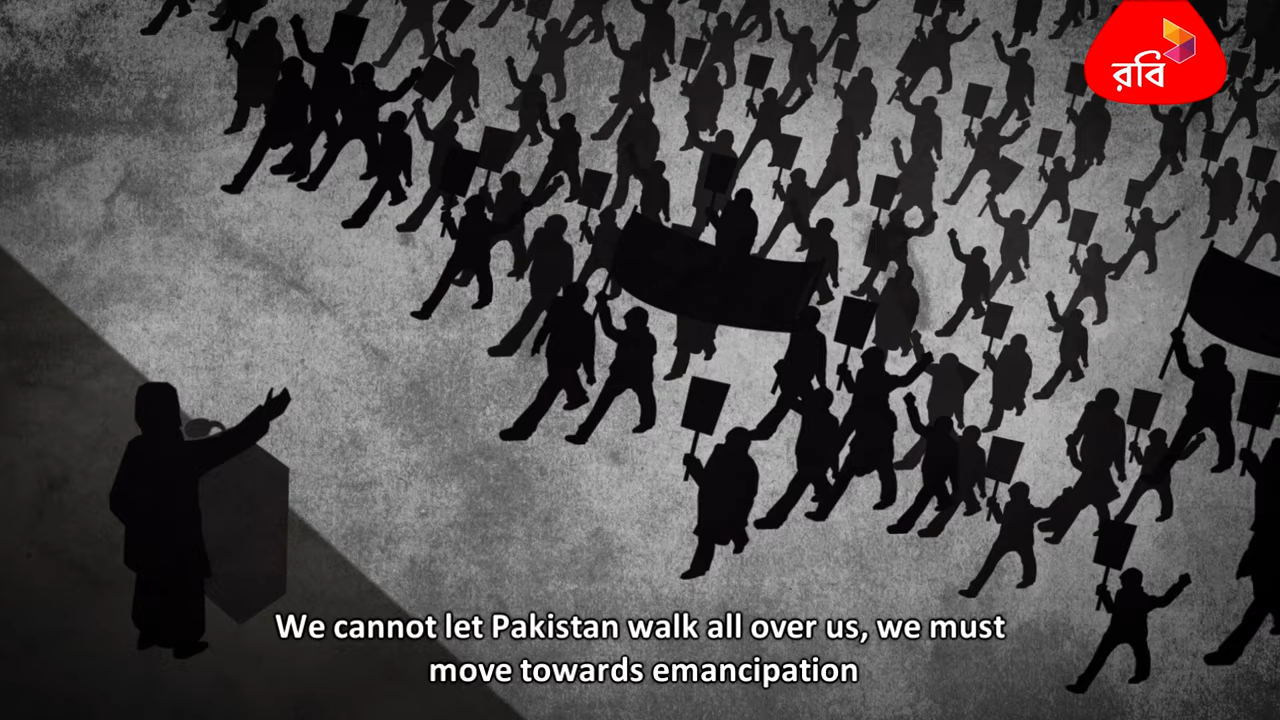 রবি
We cannot let Pakistan walk all over us, we must
move towards emancipation